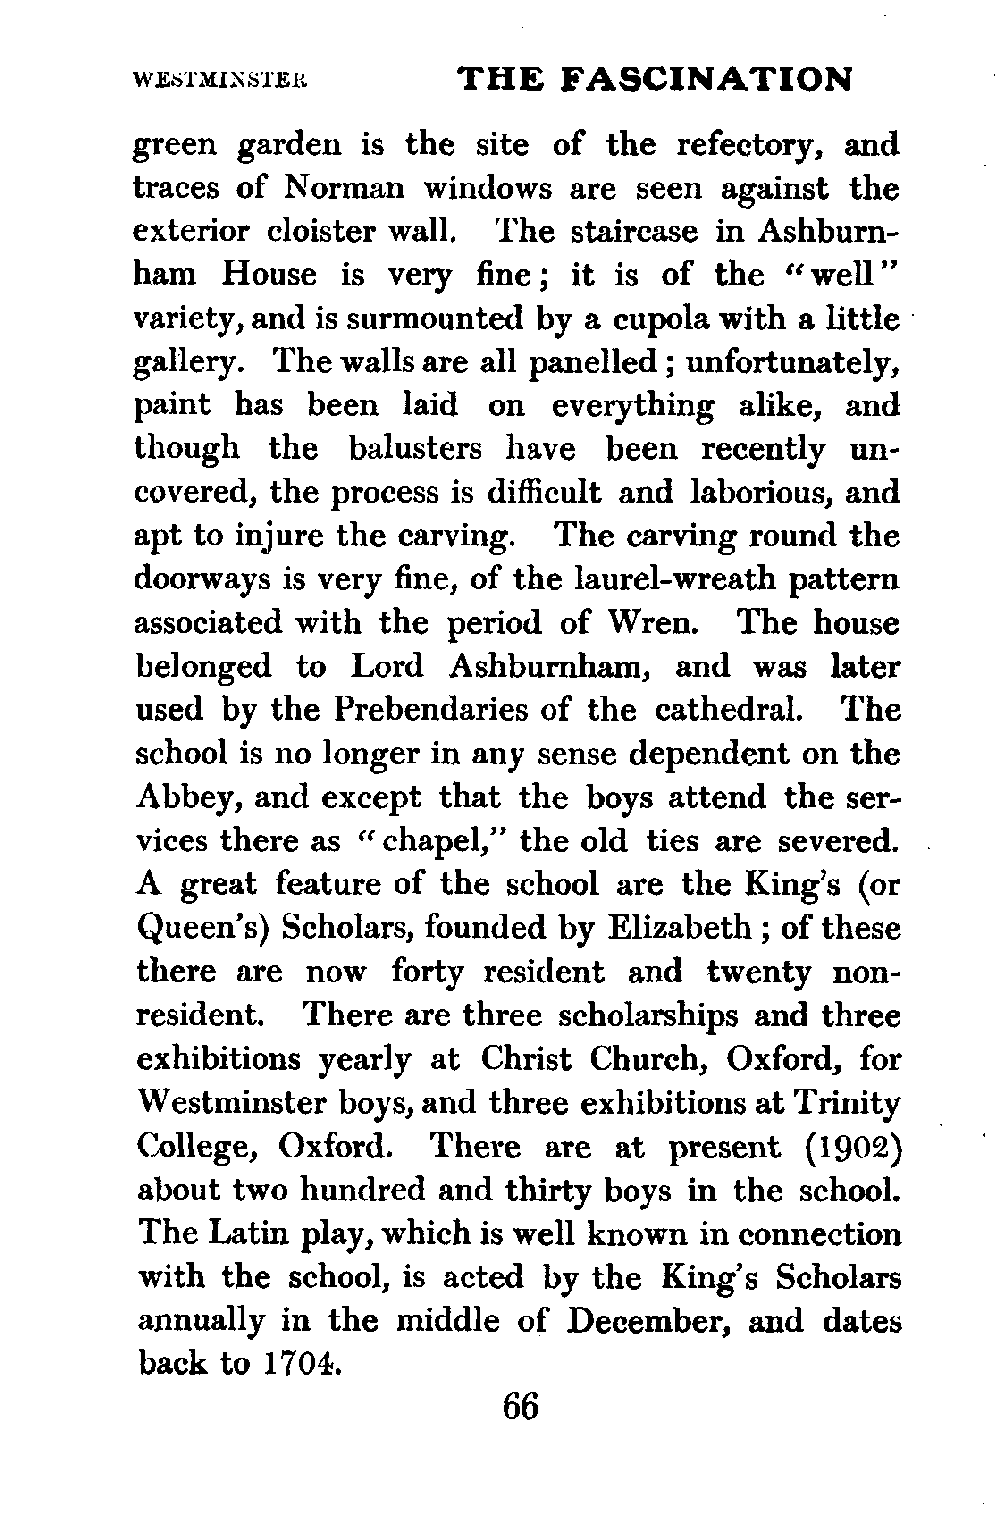 WESTMINSTER THE FASCINATION
green garden is the site of the refectory, and
traces of Norman windows are seen against the
exterior cloister wall. The staircase in Ashburn-
ham House is very fine; it is of the "well"
variety, and is surmounted by a cupola with a little
gallery. The walls are all panelled; unfortunately,
paint has been laid on everything alike, and
though the balusters have been recently un-
covered, the process is difficult and laborious, and
apt to injure the carving. The carving round the
doorways is very fine, of the laurel-wreath pattern
associated with the period of Wren. The house
belonged to Lord Ashburnham, and was later
used by the Prebendaries of the cathedral. The
school is no longer in any sense dependent on the
Abbey, and except that the boys attend the ser-
vices there as "chapel," the old ties are severed.
A great feature of the school are the King's (or
Queen's) Scholars, founded by Elizabeth; of these
there are now forty resident and twenty non-
resident. There are three scholarships and three
exhibitions yearly at Christ Church, Oxford, for
Westminster boys, and three exhibitions at Trinity
College, Oxford. There are at present (1902)
about two hundred and thirty boys in the school.
The Latin play, which is well known in connection
with the school, is acted by the King's Scholars
annually in the middle of December, and dates
back to 1704.
66